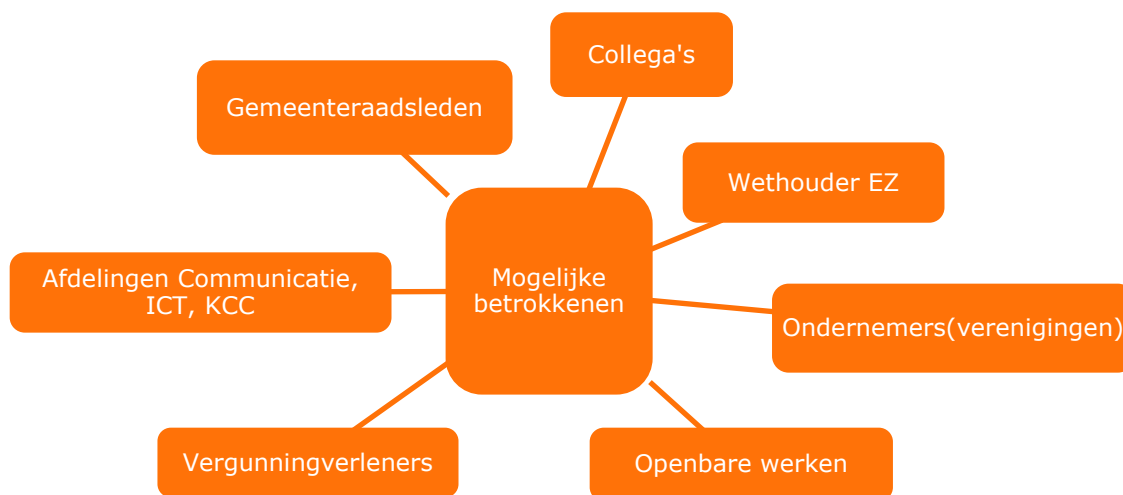 Collega's
Gemeenteraadsleden
Wethouder EZ
Mogelijke
betrokkenen
Afdelingen Communicatie,
ICT, KCC
Ondernemers(verenigingen)
Vergunningverleners
Openbare werken